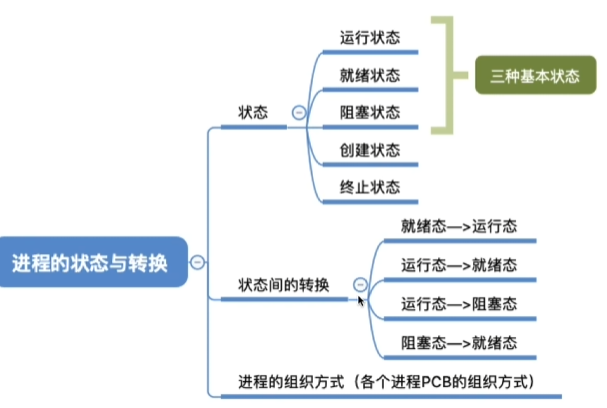 运行状态
就绪状态
三种基本状态
状态
阻塞状态
创建状态
终止状态
就绪态—>运行态
进程的状态与转换
运行态—>就绪态
状态间的转换
运行态—>阻塞态
阻塞态—>就绪态
进程的组织方式（各个进程PCB的组织方式）